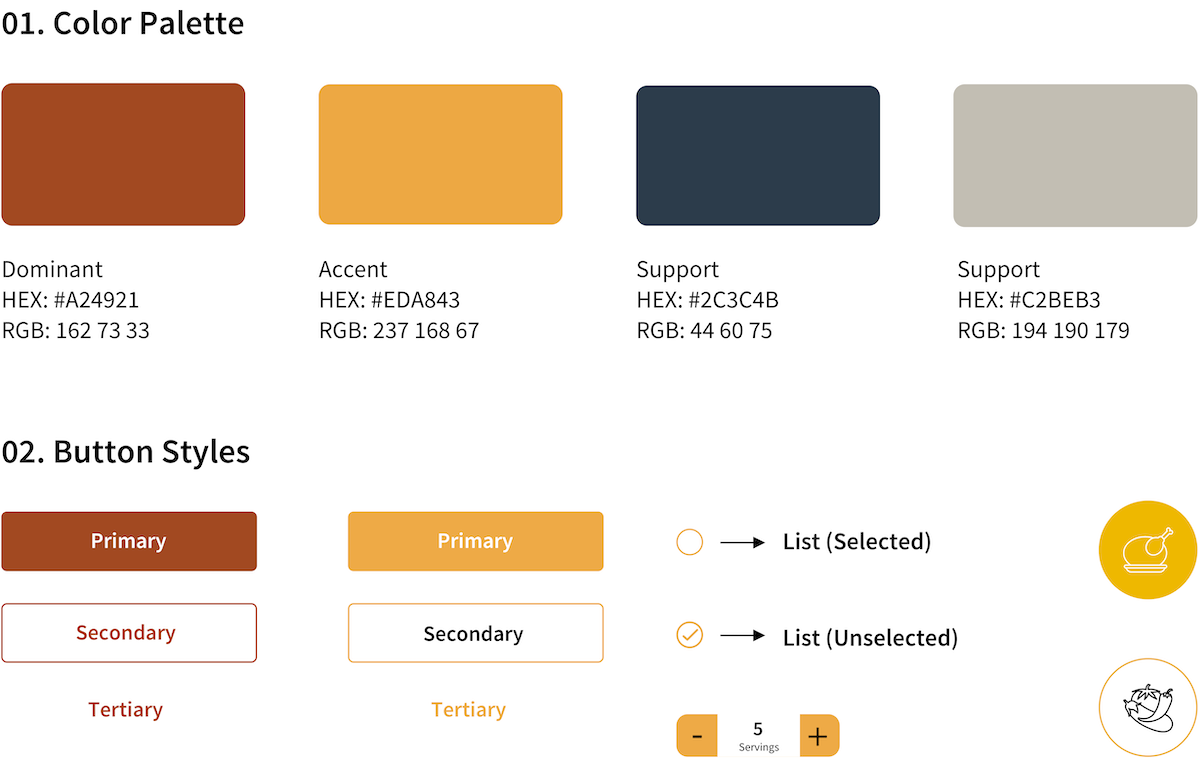 01. Color Palette
Dominant
HEX: #A24921
RGB: 162 73 33
Accent
HEX: #EDA843
RGB: 237 168 67
Support
HEX: #2C3C4B
RGB: 44 60 75
Support
HEX: #C2BEB3
RGB: 194 190 179
02. Button Styles
Primary
Secondary
Tertiary
Primary
Secondary
Tertiary
List (Selected)
List (Unselected)
- 5 +
Servings